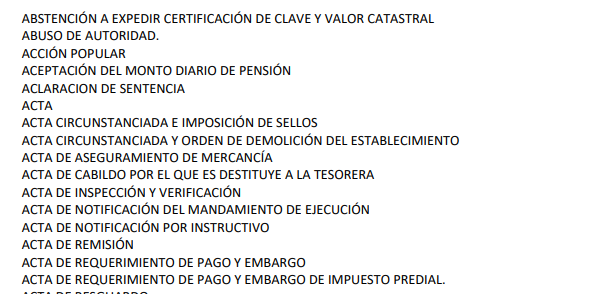 ABSTENCIÓN A EXPEDIR CERTIFICACIÓN DE CLAVE Y VALOR CATASTRAL
ABUSO DE AUTORIDAD.
ACCIÓN POPULAR
ACEPTACIÓN DEL MONTO DIARIO DE PENSIÓN
ACLARACION DE SENTENCIA
ACTA
ACTA CIRCUNSTANCIADA E IMPOSICIÓN DE SELLOS
ACTA CIRCUNSTANCIADA Y ORDEN DE DEMOLICIÓN DEL ESTABLECIMIENTO
ACTA DE ASEGURAMIENTO DE MERCANCÍA
ACTA DE CABILDO POR EL QUE ES DESTITUYE A LA TESORERA
ACTA DE INSPECCIÓN Y VERIFICACIÓN
ACTA DE NOTIFICACIÓN DEL MANDAMIENTO DE EJECUCIÓN
ACTA DE NOTIFICACIÓN POR INSTRUCTIVO
ACTA DE REMISIÓN
ACTA DE REQUERIMIENTO DE PAGO Y EMBARGO
ACTA DE REQUERIMIENTO DE PAGO Y EMBARGO DE IMPUESTO PREDIAL.
ACTA DE RESGUARDO